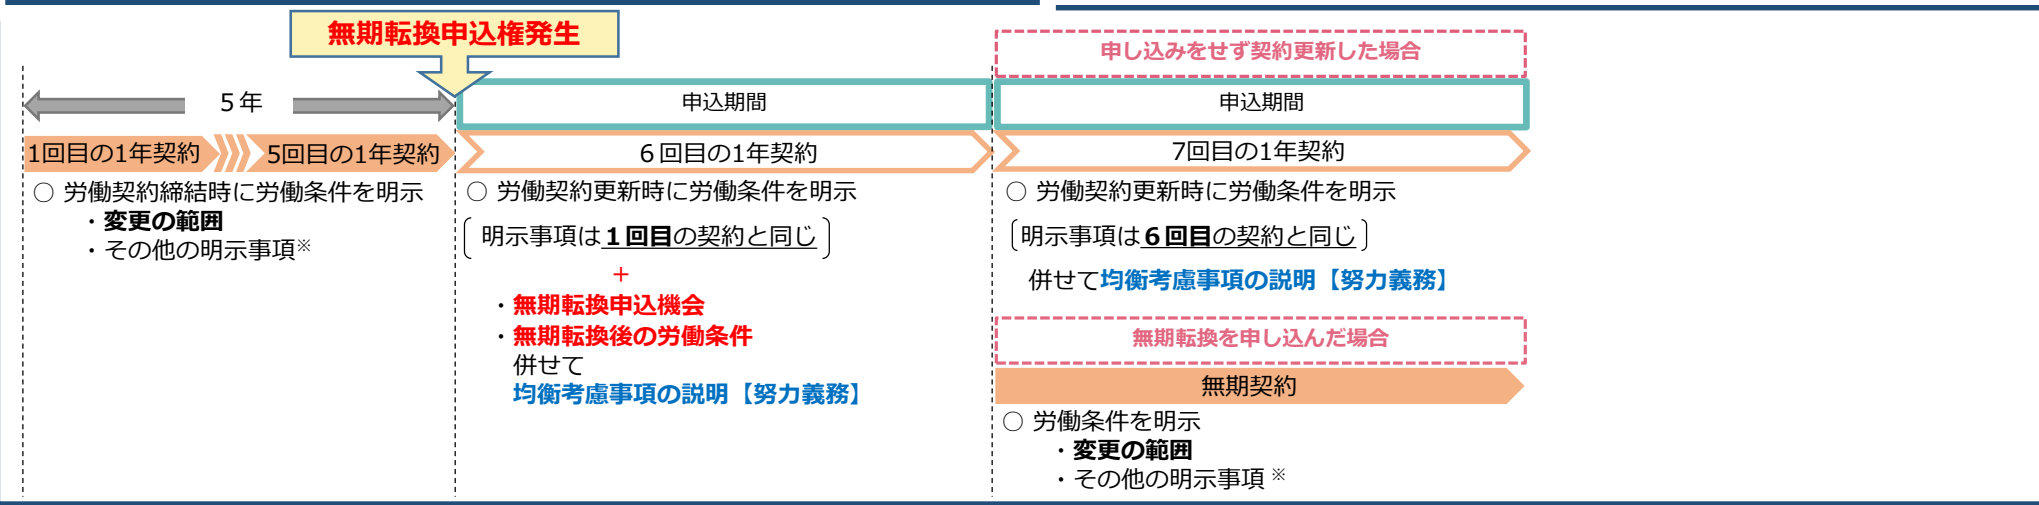 無期転換申込権発生
5年
1回目の1年契約
5回目の1年契約
○ 労働契約締結時に労働条件を明示
・変更の範囲
・その他の明示事項※
申込期間
6回目の1年契約
○ 労働契約更新時に労働条件を明示
明示事項は1回目の契約と同じ
+
・無期転換申込機会
・無期転換後の労働条件
併せて
均衡考慮事項の説明【努力義務】
申し込みをせず契約更新した場合
申込期間
7回目の1年契約
○ 労働契約更新時に労働条件を明示
明示事項は6回目の契約と同じ
併せて均衡考慮事項の説明【努力義務】
無期転換を申し込んだ場合
無期契約
○ 労働条件を明示
・変更の範囲
・その他の明示事項※